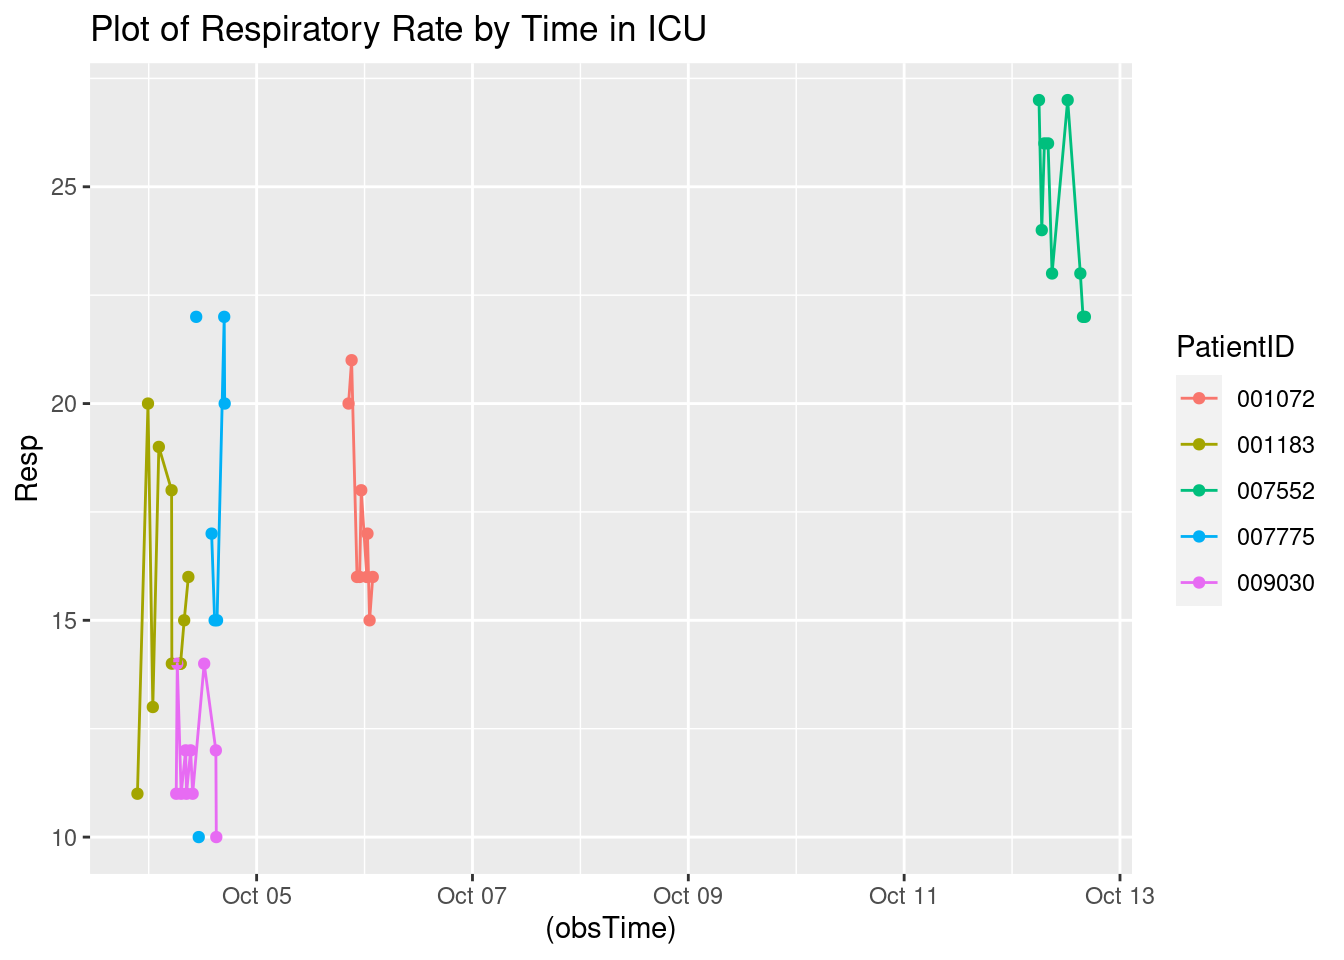 Plot of Respiratory Rate by Time in ICU
Resp
25
20
15
10
Oct 05
Oct 07
Oct 09
Oct 11
Oct 13
(obsTime)
PatientID
001072
001183
007552
007775
009030